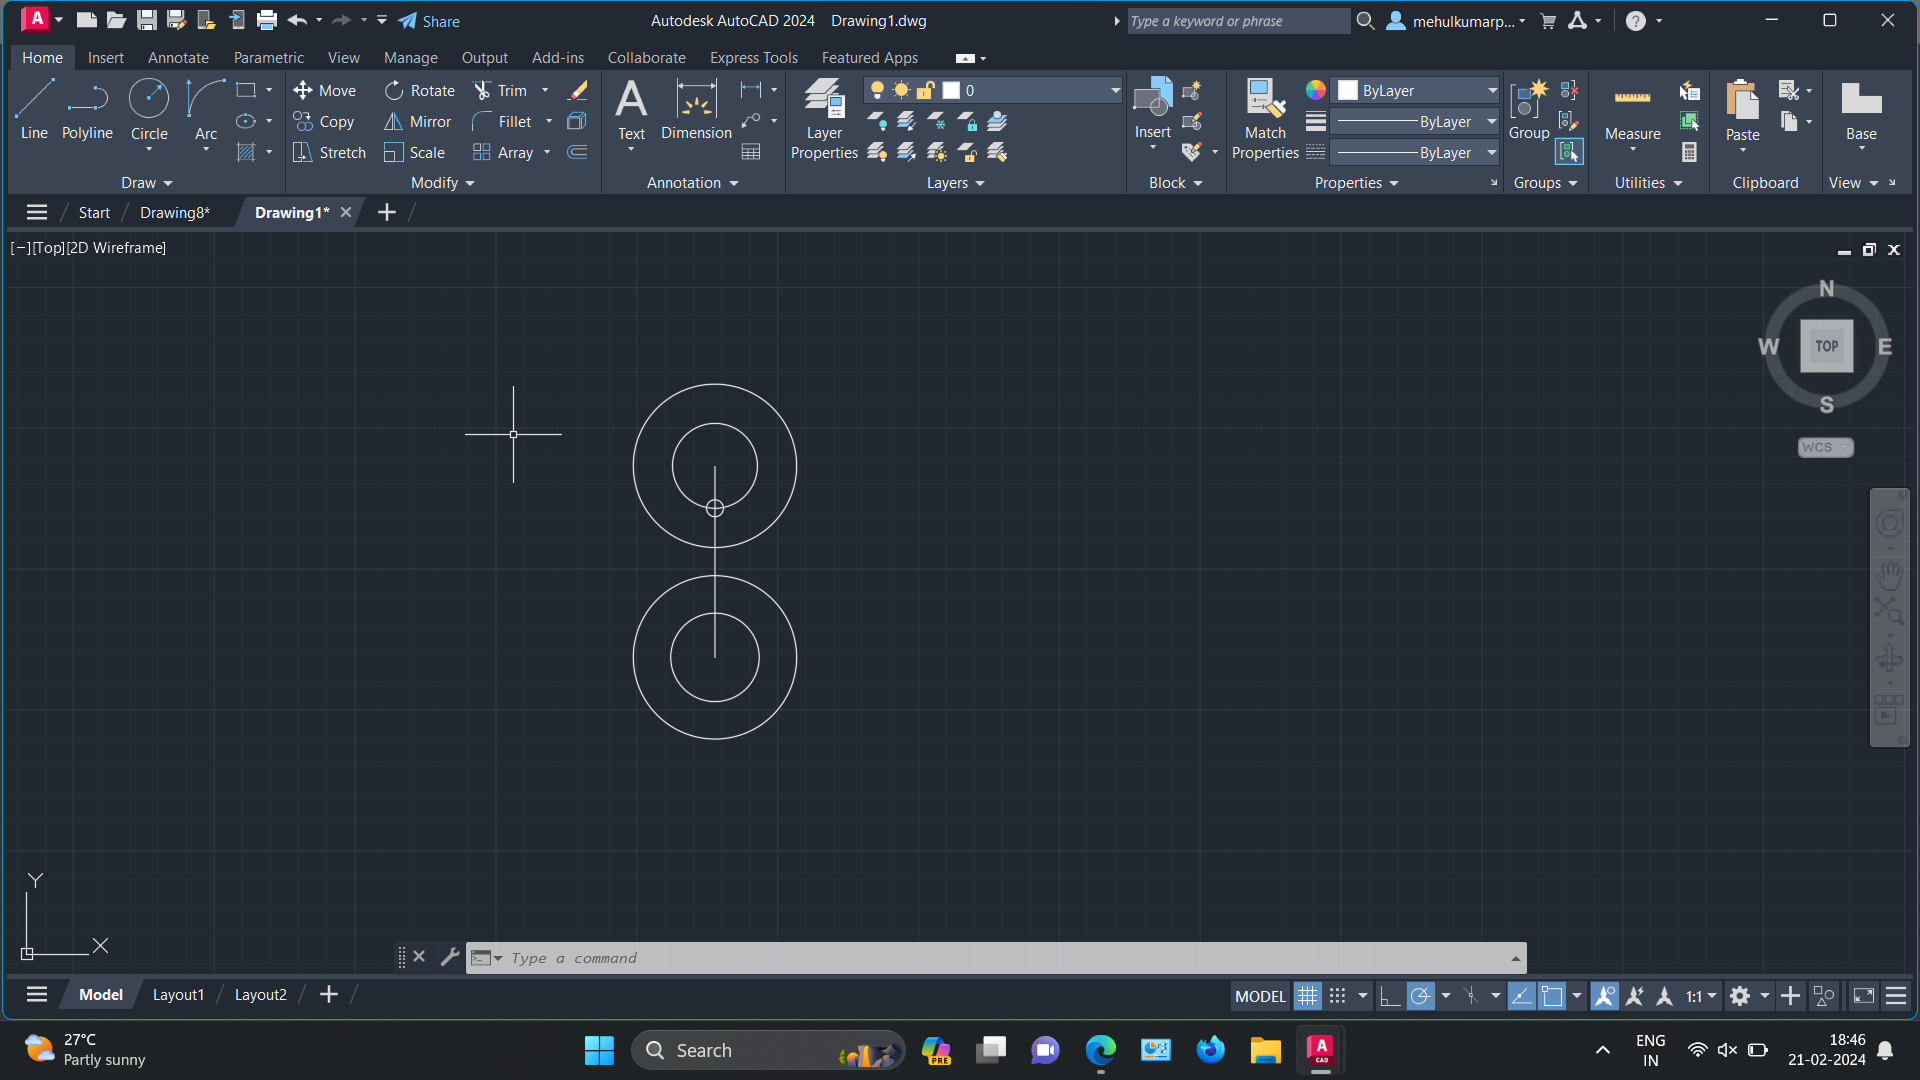 A Share Autodesk AutoCAD 2024 Drawing1.dwg Type a keyword or phrase mehulkumarp... ?
Home Insert Annotate Parametric View Manage Output Add-ins Collaborate Express Tools Featured Apps
Line Polyline Circle Arc
Move Rotate Trim
Copy Mirror Fillet
Stretch Scale Array
Text Dimension
Layer Properties
0
Insert
Match Properties
ByLayer
ByLayer
ByLayer
Group
Measure
Paste
Base
Draw Modify Annotation Layers Block Properties Groups Utilities Clipboard View
Start Drawing8* Drawing1*
[−][Top][2D Wireframe]
N
W TOP E
S
WCS
Y
X
Type a command
Model Layout1 Layout2 MODEL 1:1
27°C
Partly sunny
Search
PRE
A
CAD
ENG
IN
18:46
21-02-2024